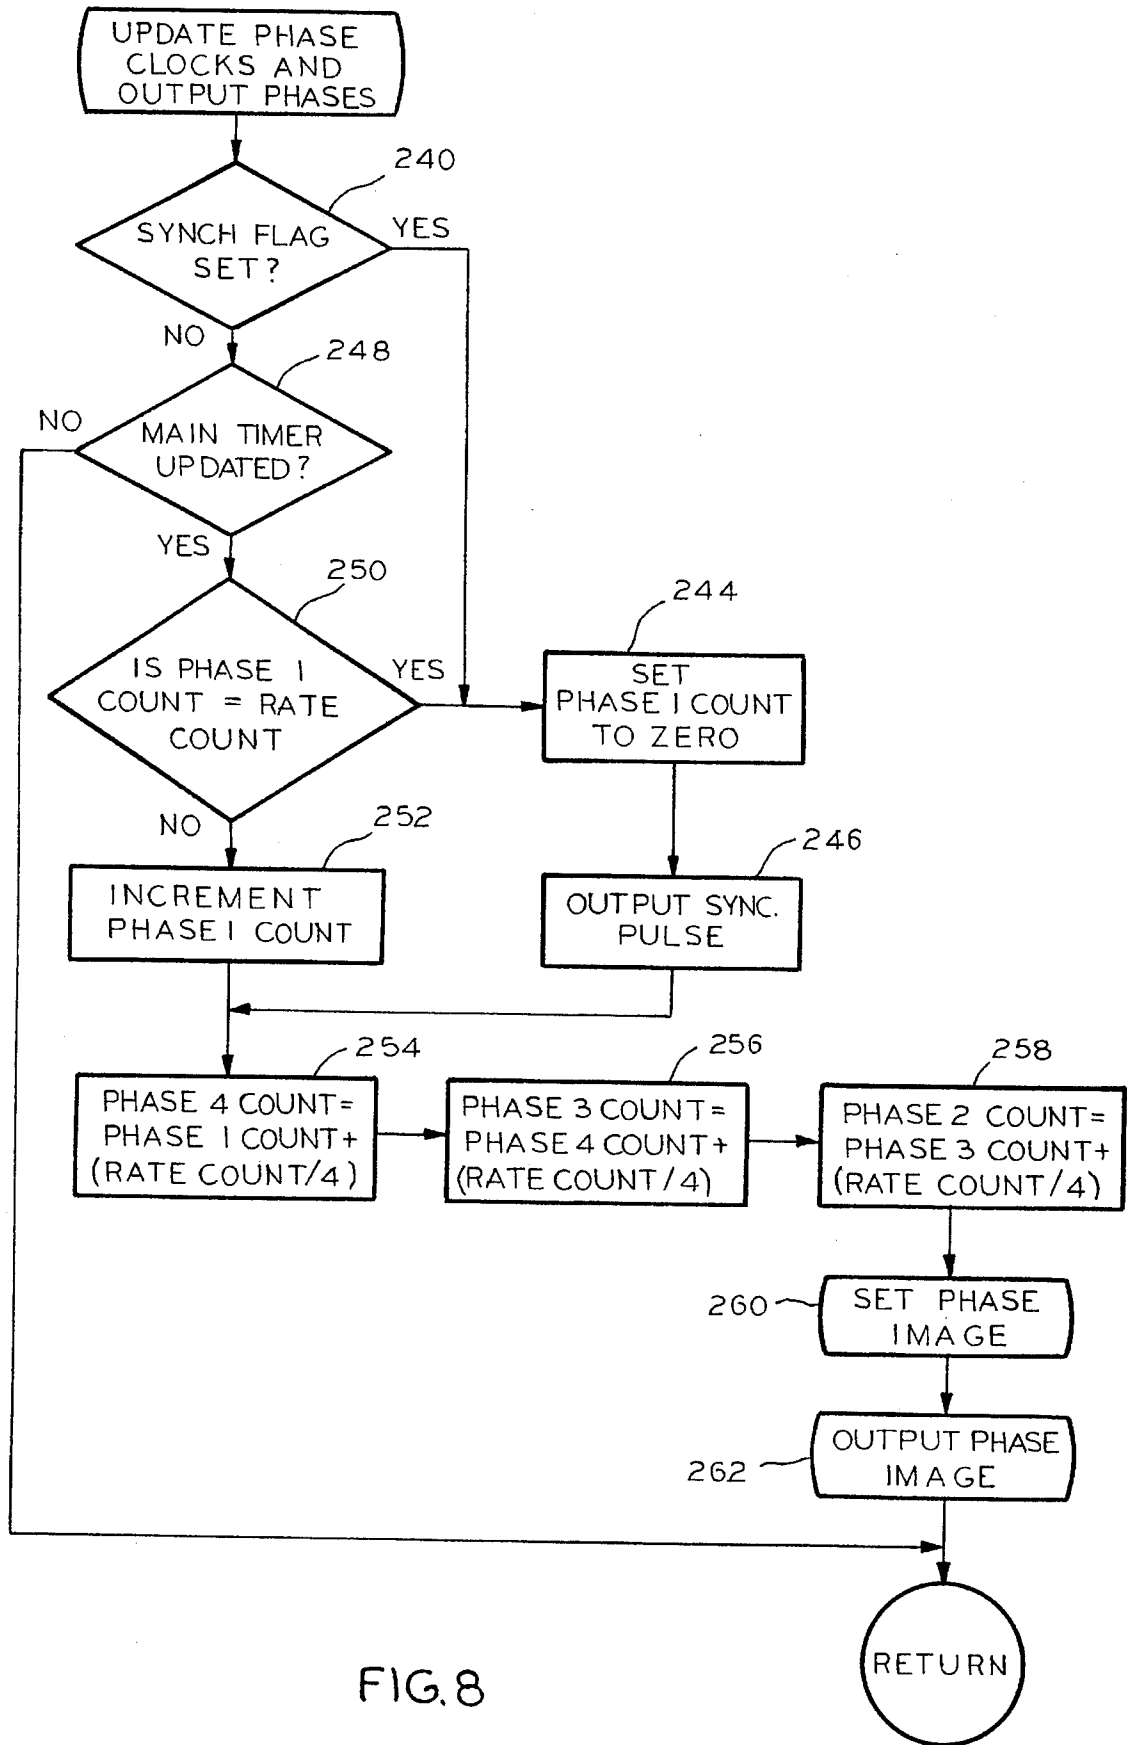 UPDATE PHASE
CLOCKS AND
OUTPUT PHASES
240
SYNCH FLAG
SET?
YES
NO
248
MAIN TIMER
UPDATED?
NO
YES
250
IS PHASE 1
COUNT = RATE
COUNT
YES
NO
244
SET
PHASE 1 COUNT
TO ZERO
252
INCREMENT
PHASE 1 COUNT
246
OUTPUT SYNC.
PULSE
254
PHASE 4 COUNT=
PHASE 1 COUNT+
(RATE COUNT/4)
256
PHASE 3 COUNT=
PHASE 4 COUNT+
(RATE COUNT/4)
258
PHASE 2 COUNT=
PHASE 3 COUNT+
(RATE COUNT/4)
260
SET PHASE
IMAGE
262
OUTPUT PHASE
IMAGE
RETURN
FIG. 8